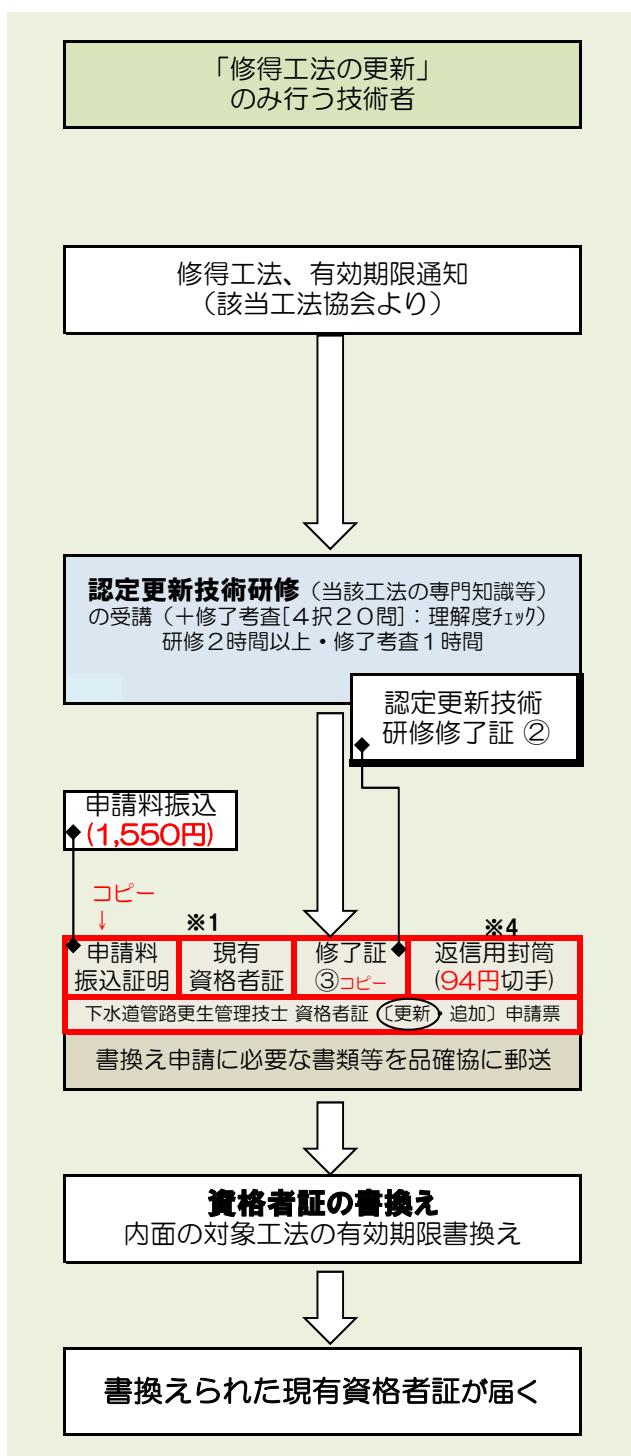 「修得工法の更新」
のみ行う技術者
修得工法、有効期限通知
（該当工法協会より）
認定更新技術研修（当該工法の専門知識等）
の受講（＋修了考査[４択２０問]：理解度ﾁｪｯｸ）
研修２時間以上・修了考査１時間
認定更新技術
研修修了証 ②
申請料振込
(1,550円)
コピー
↓
※1
※4
申請料
振込証明
現有
資格者証
修了証
③コピー
返信用封筒
(94円切手)
下水道管路更生管理技士 資格者証 〔更新・追加〕申請票
書換え申請に必要な書類等を品確協に郵送
資格者証の書換え
内面の対象工法の有効期限書換え
書換えられた現有資格者証が届く